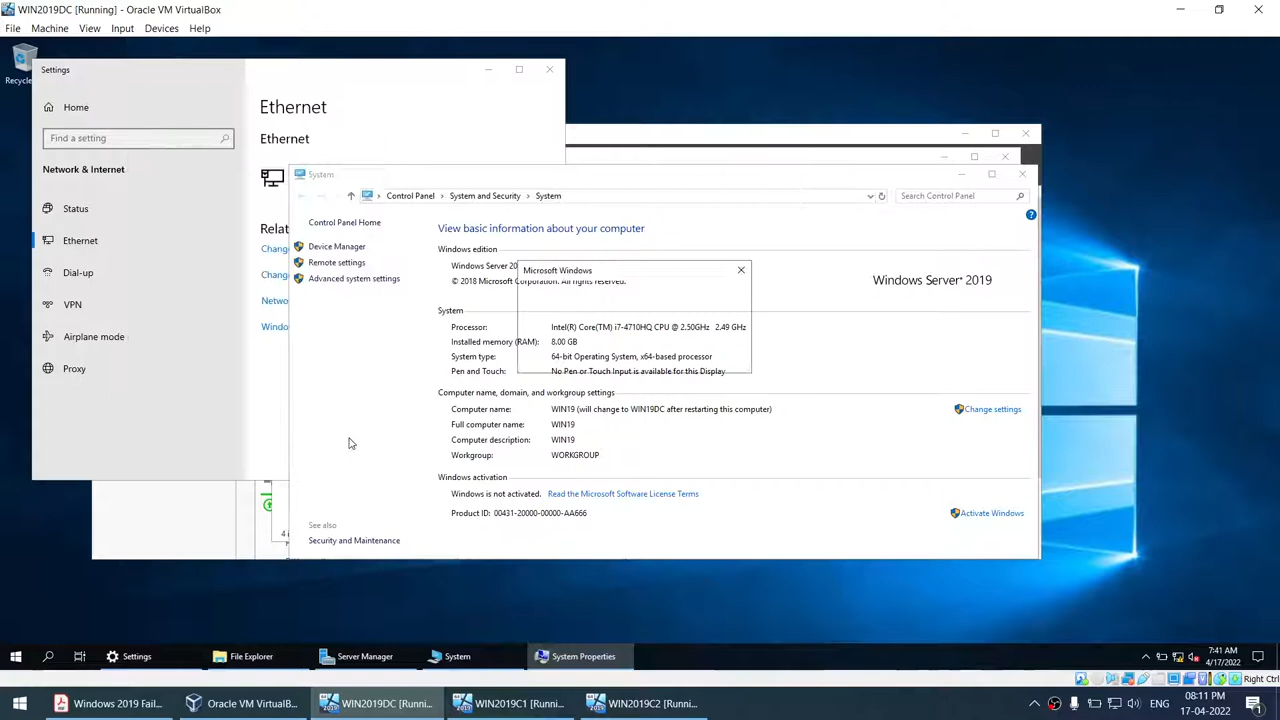 WIN2019DC [Running] - Oracle VM VirtualBox
File Machine View Input Devices Help
Settings
Home
Find a setting
Network & Internet
Status
Ethernet
Dial-up
VPN
Airplane mode
Proxy
Ethernet
Ethernet
System
Control Panel System and Security System
Search Control Panel
Control Panel Home
Device Manager
Remote settings
Advanced system settings
See also
Security and Maintenance
View basic information about your computer
Windows edition
Windows Server 20
© 2018 Microsoft Corporation. All rights reserved.
Windows Server® 2019
Microsoft Windows
System
Processor: Intel(R) Core(TM) i7-4710HQ CPU @ 2.50GHz 2.49 GHz
Installed memory (RAM): 8.00 GB
System type: 64-bit Operating System, x64-based processor
Pen and Touch: No Pen or Touch Input is available for this Display
Computer name, domain, and workgroup settings
Computer name: WIN19 (will change to WIN19DC after restarting this computer)
Change settings
Full computer name: WIN19
Computer description: WIN19
Workgroup: WORKGROUP
Windows activation
Windows is not activated. Read the Microsoft Software License Terms
Product ID: 00431-20000-00000-AA666
Activate Windows
Settings File Explorer Server Manager System System Properties
7:41 AM
4/17/2022
Right Ctrl
Windows 2019 Fail... Oracle VM VirtualB... WIN2019DC [Runni... WIN2019C1 [Runni... WIN2019C2 [Runni...
ENG
08:11 PM
17-04-2022